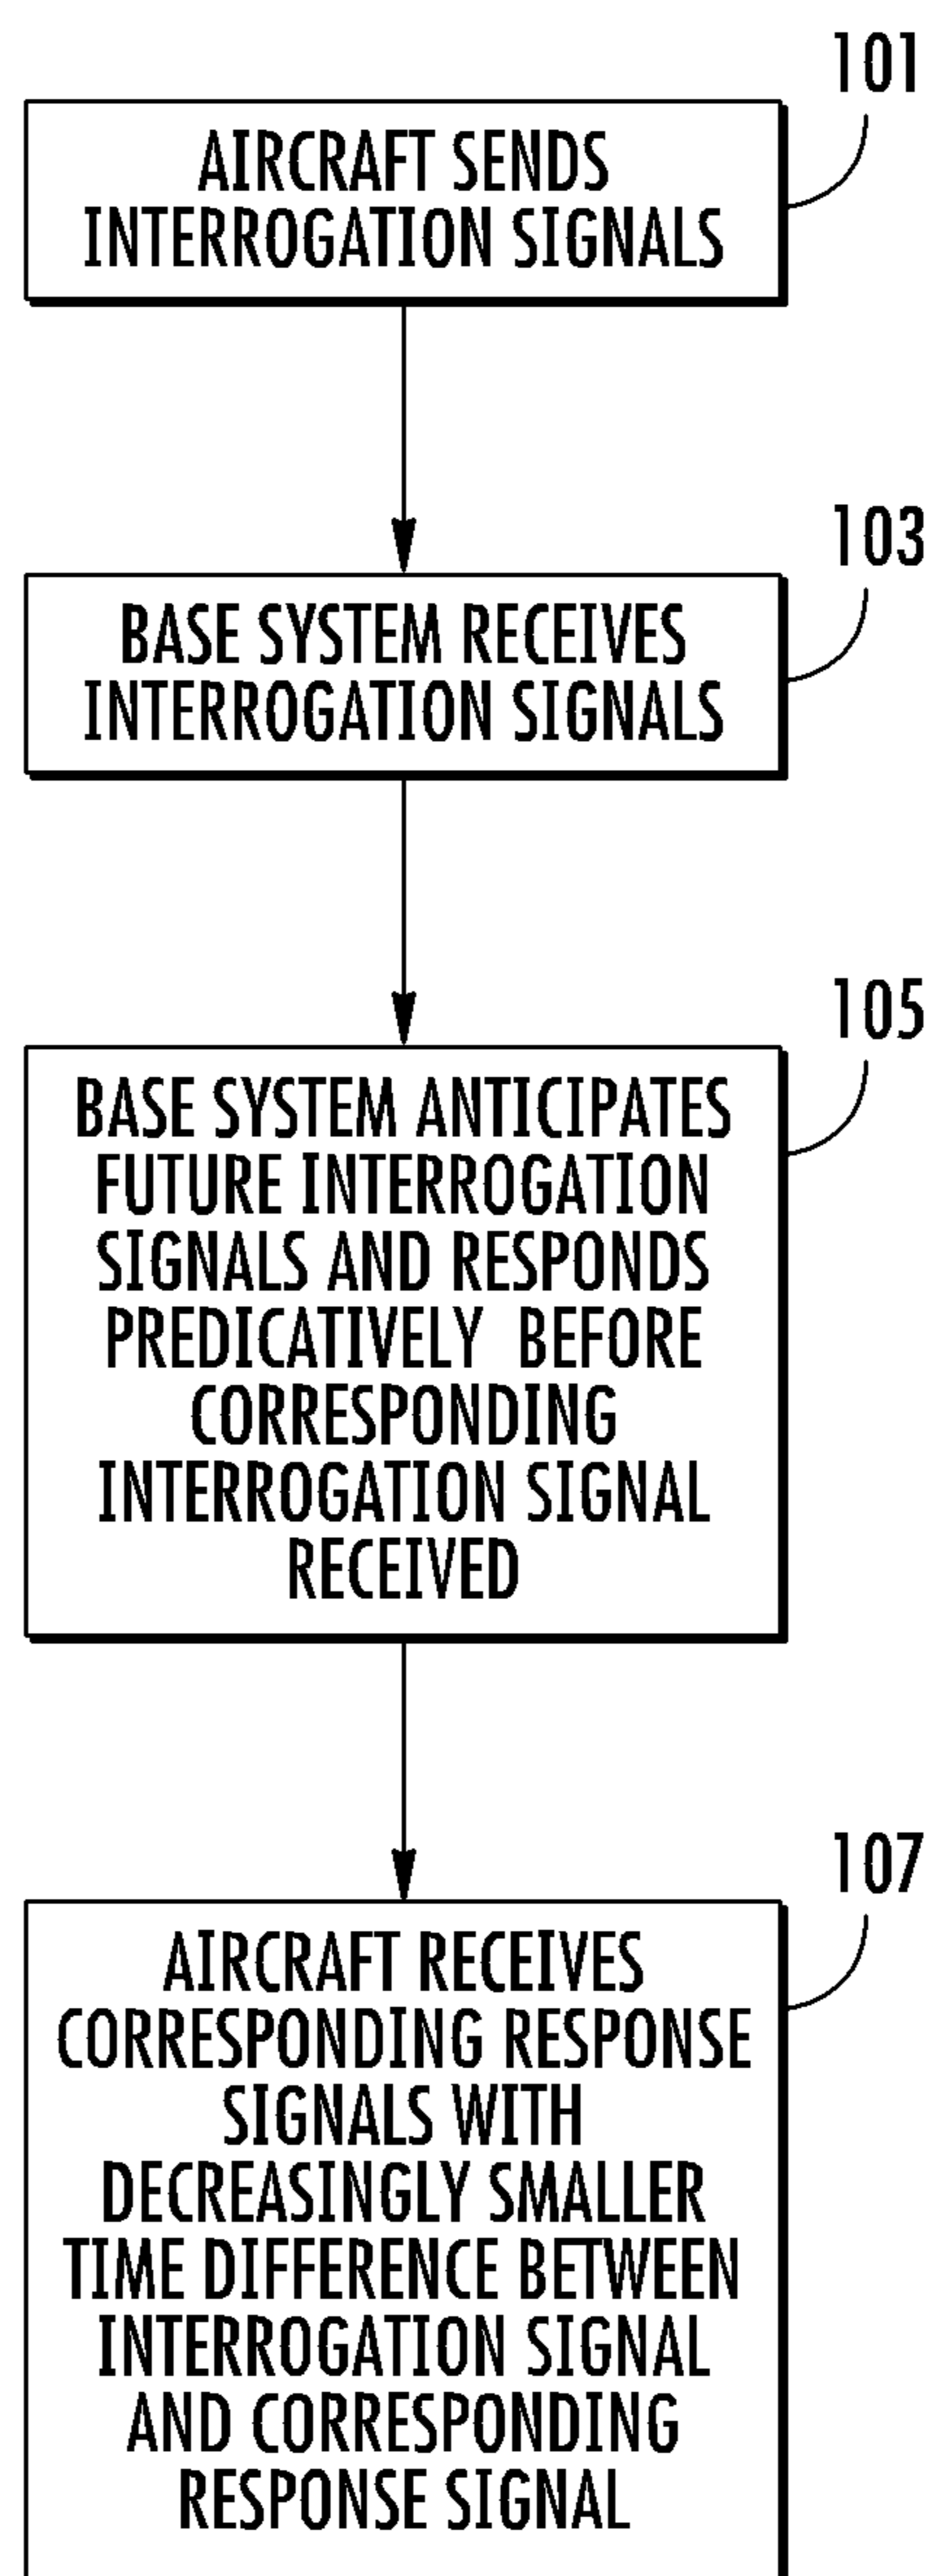 101
AIRCRAFT SENDS
INTERROGATION SIGNALS
103
BASE SYSTEM RECEIVES
INTERROGATION SIGNALS
105
BASE SYSTEM ANTICIPATES
FUTURE INTERROGATION
SIGNALS AND RESPONDS
PREDICATIVELY BEFORE
CORRESPONDING
INTERROGATION SIGNAL
RECEIVED
107
AIRCRAFT RECEIVES
CORRESPONDING RESPONSE
SIGNALS WITH
DECREASINGLY SMALLER
TIME DIFFERENCE BETWEEN
INTERROGATION SIGNAL
AND CORRESPONDING
RESPONSE SIGNAL